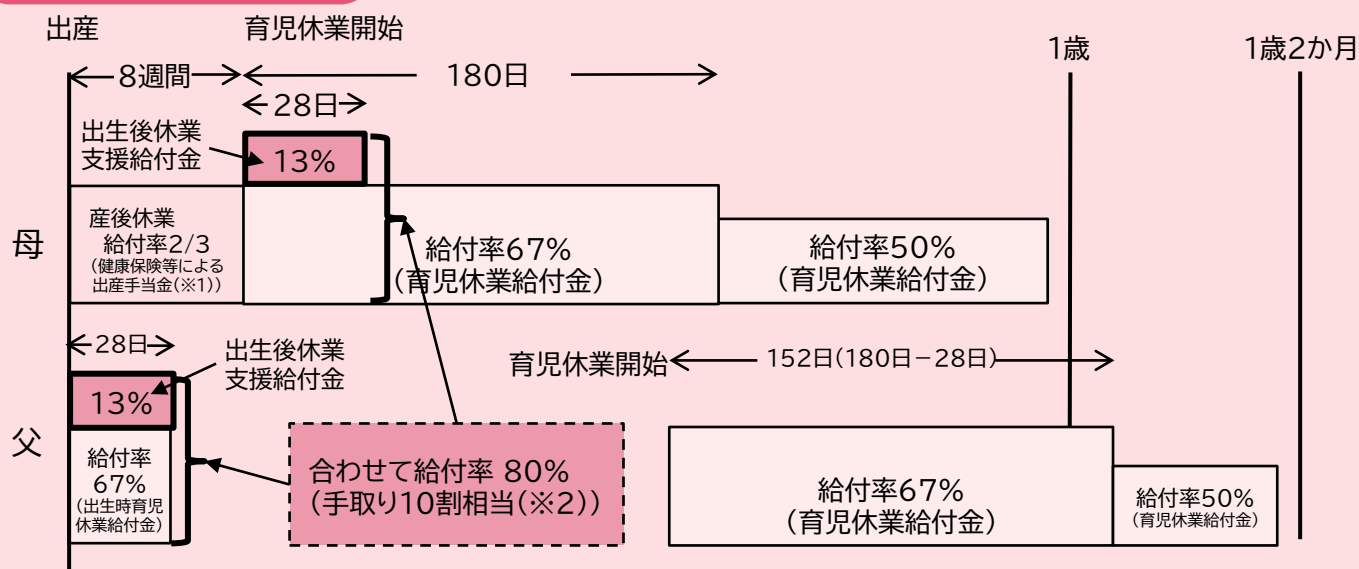 出産
育児休業開始
1歳
1歳2か月
8週間
180日
28日
出生後休業
支援給付金
13%
母
産後休業
給付率2/3
(健康保険等による
出産手当金(※1))
給付率67%
(育児休業給付金)
給付率50%
(育児休業給付金)
28日
出生後休業
支援給付金
育児休業開始
152日(180日－28日)
13%
父
給付率
67%
(出生時育児
休業給付金)
合わせて給付率 80%
(手取り10割相当(※2))
給付率67%
(育児休業給付金)
給付率50%
(育児休業給付金)